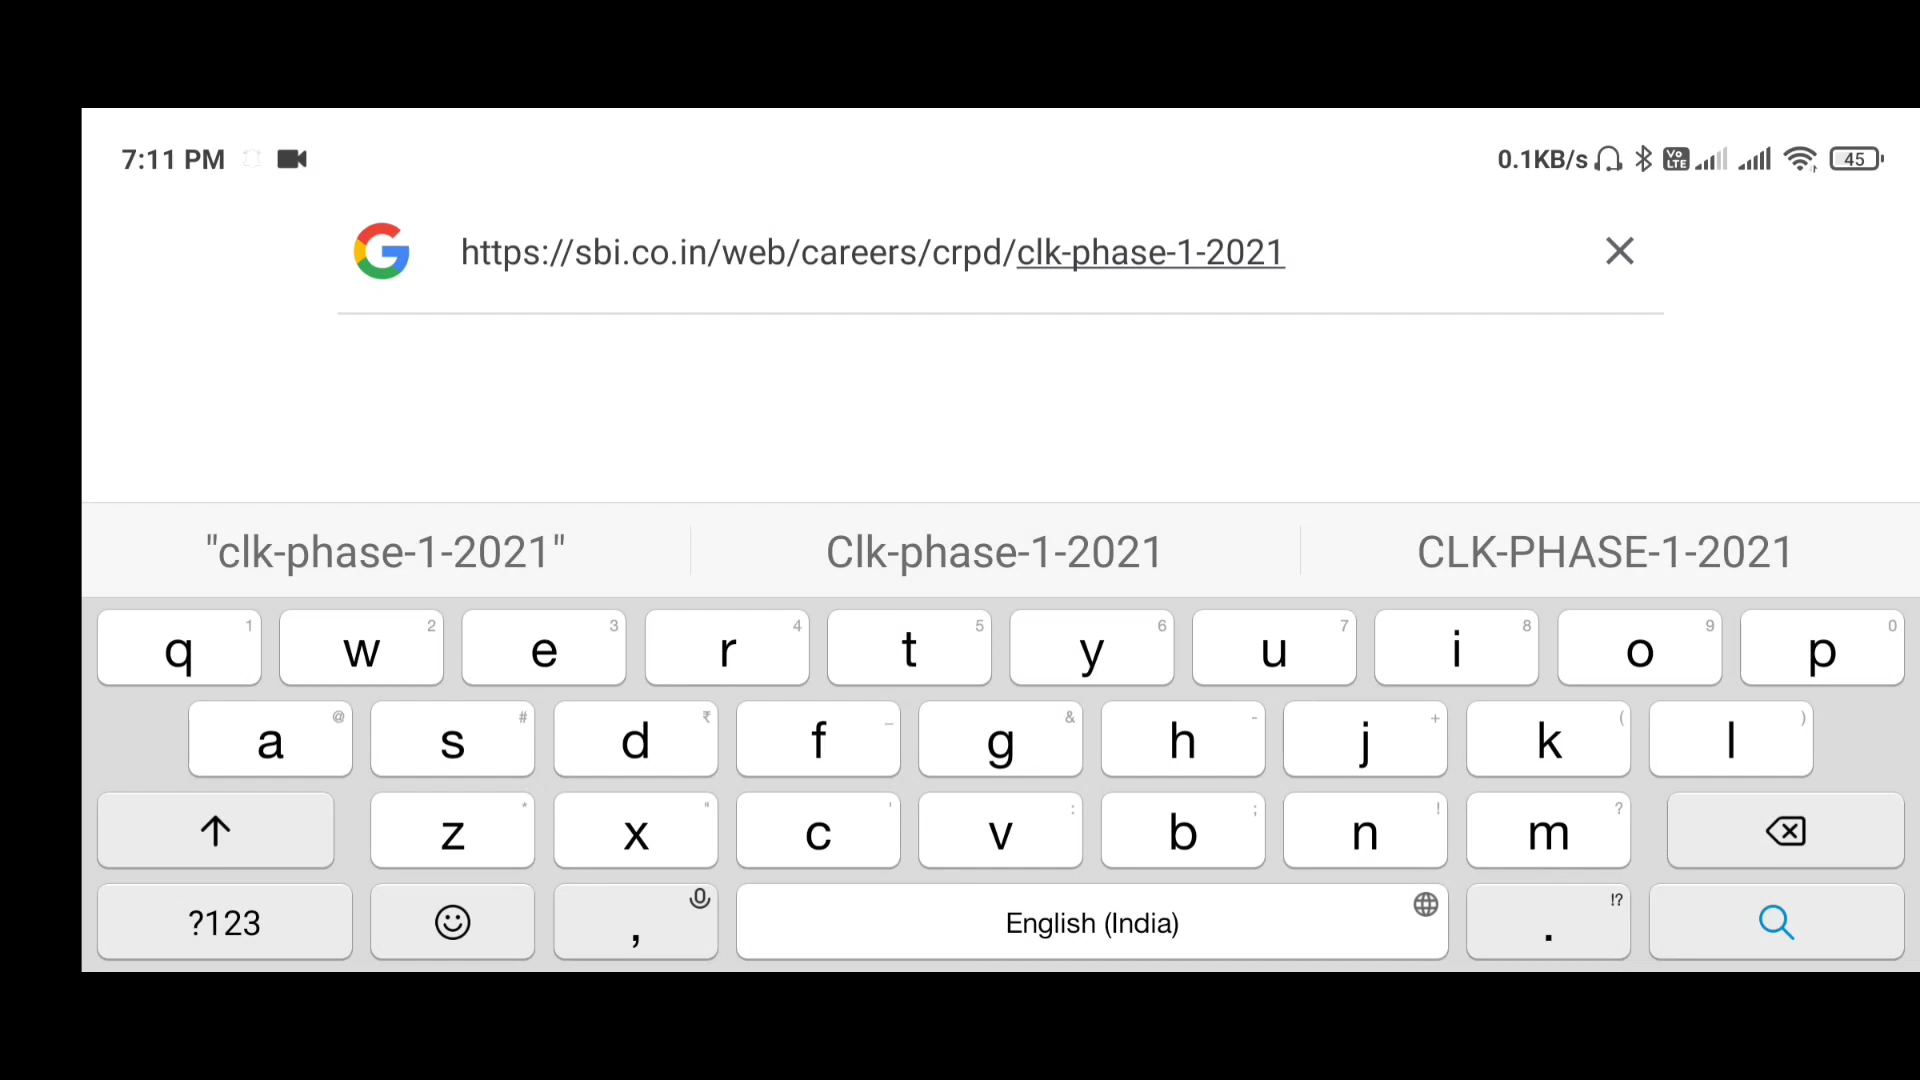 7:11 PM 0.1KB/s Vo LTE 45
https://sbi.co.in/web/careers/crpd/clk-phase-1-2021
"clk-phase-1-2021" Clk-phase-1-2021 CLK-PHASE-1-2021
q 1 w 2 e 3 r 4 t 5 y 6 u 7 i 8 o 9 p 0
a @ s # d ₹ f _ g & h - j + k ( l )
z * x " c ' v : b ; n ! m ?
?123 , English (India) . !?